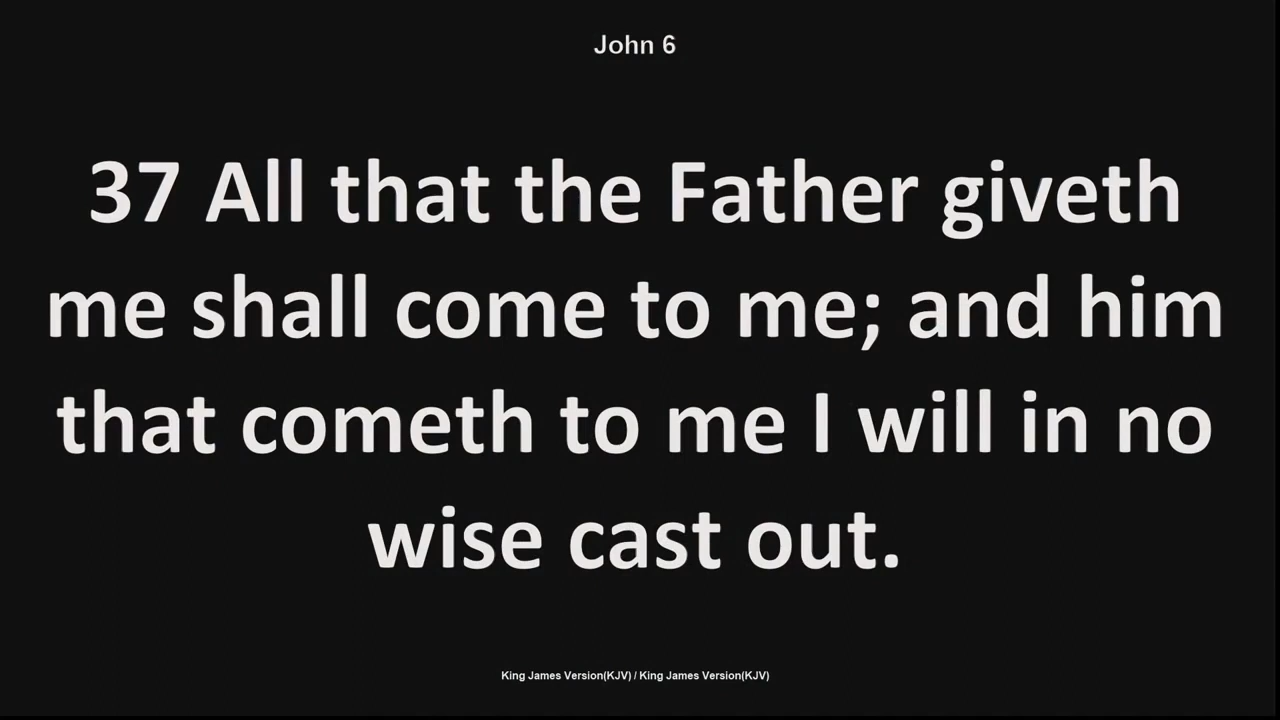 John 6
37 All that the Father giveth
me shall come to me; and him
that cometh to me I will in no
wise cast out.
King James Version(KJV) / King James Version(KJV)